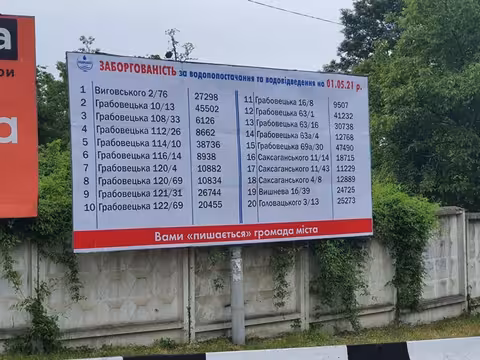 а
ри
а
ЗАБОРГОВАНІСТЬ за водопопостачання та водовідведення на 01.05.21 р.
1 Виговського 2/76 27298
2 Грабовецька 10/13 45502
3 Грабовецька 108/33 6126
4 Грабовецька 112/26 8662
5 Грабовецька 114/10 38736
6 Грабовецька 116/14 8938
7 Грабовецька 120/4 10882
8 Грабовецька 120/69 10834
9 Грабовецька 121/31 26744
10 Грабовецька 122/69 20455
11 Грабовецька 16/8 9507
12 Грабовецька 63/1 41232
13 Грабовецька 63/16 30738
14 Грабовецька 63а/4 12768
15 Грабовецька 69а/30 47490
16 Саксаганського 11/14 18715
17 Саксаганського 11/43 11229
18 Саксаганського 4/8 12889
19 Вишнева 16/39 24725
20 Головацького 3/13 25273
Вами «пишається» громада міста